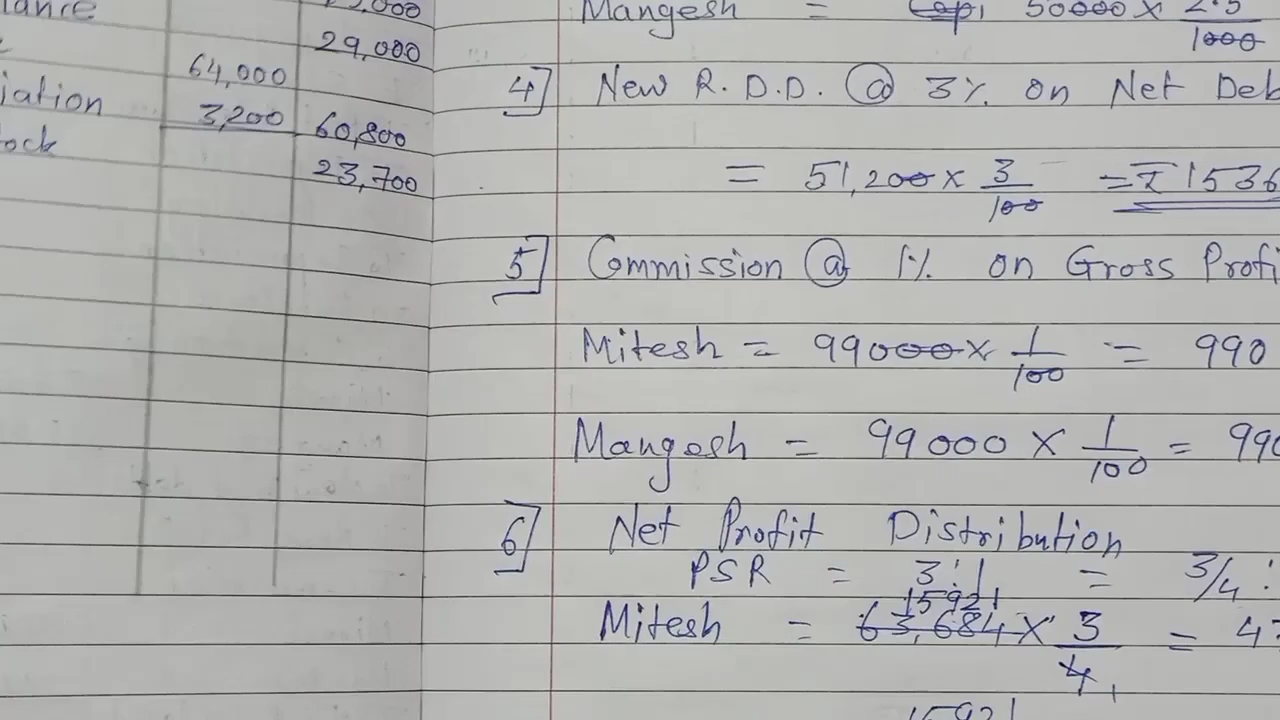 29,000
64,000
iation 3,200 60,800
ock 23,700
Mangesh = 50000 × 2.5
1000
4] New R.D.D. @ 3% on Net Deb
= 51,200 × 3/100 = ₹ 1536
5] Commission @ 1% on Gross Profi
Mitesh = 99000 × 1/100 = 990
Mangesh = 99000 × 1/100 = 990
6] Net Profit Distribution
PSR = 3:1 = 3/4 :
15921
Mitesh = 63,684 × 3/4 = 4
1
15921